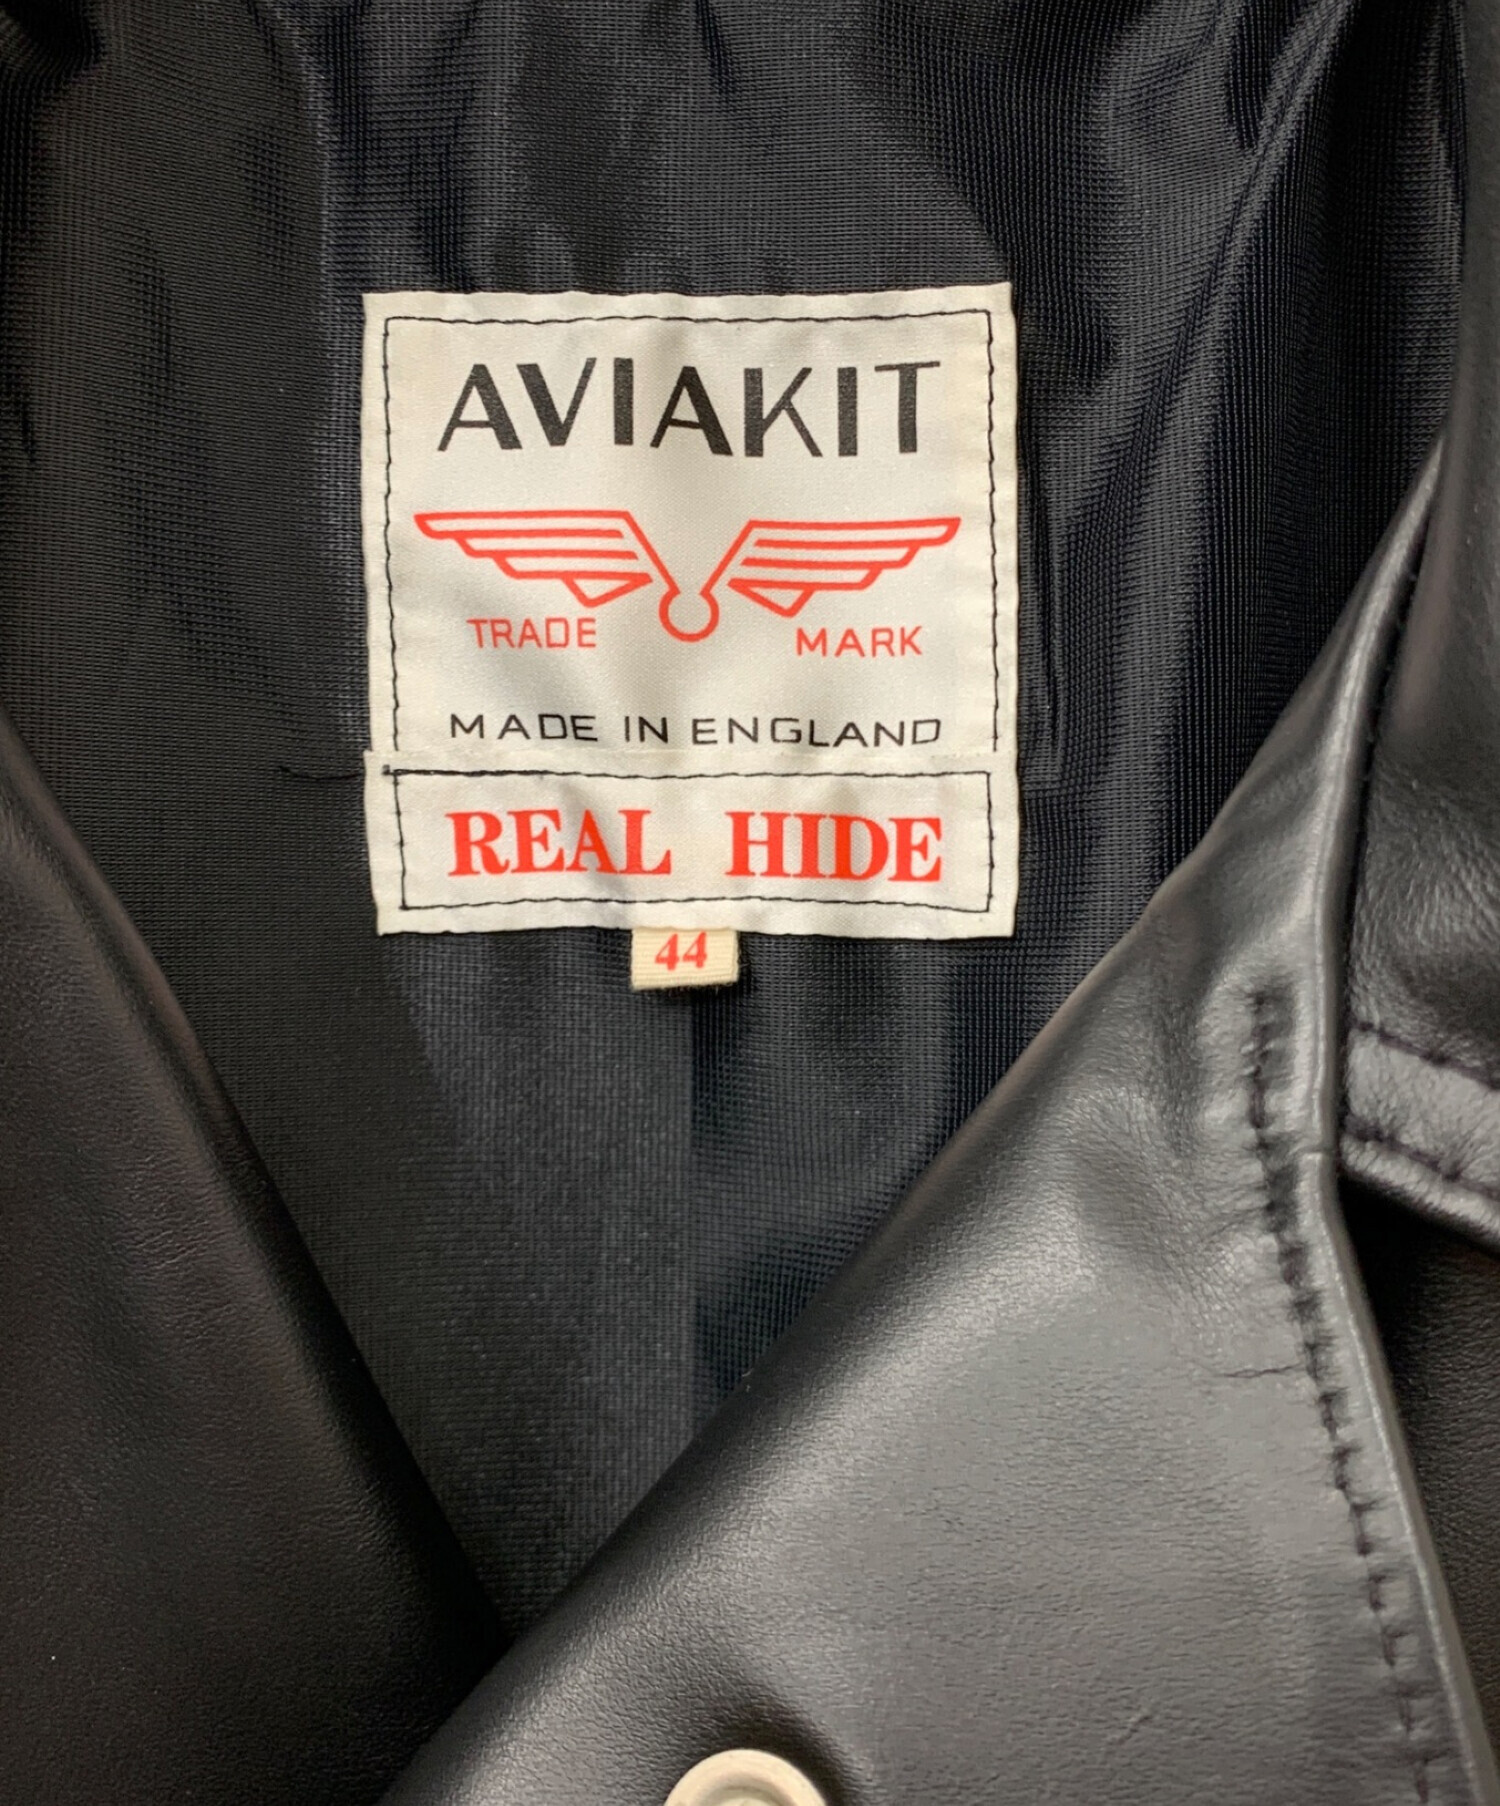 AVIAKIT
TRADE MARK
MADE IN ENGLAND
REAL HIDE
44